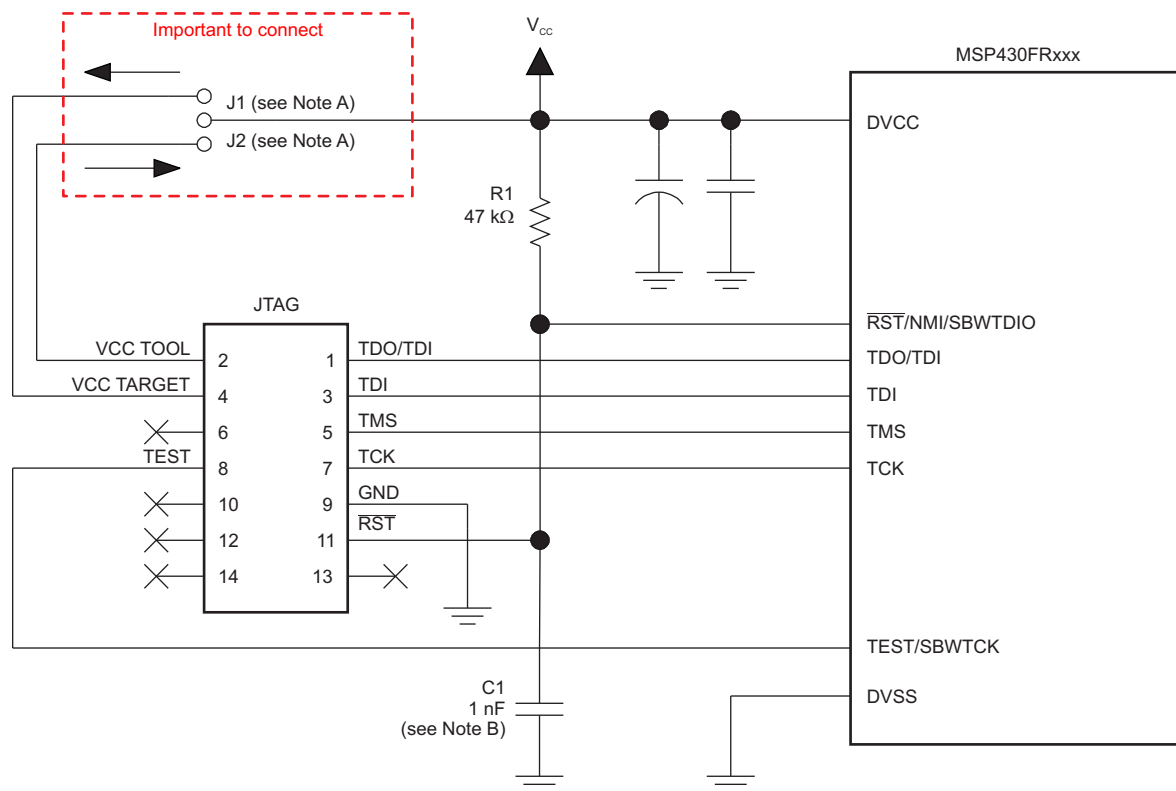 Important to connect
J1 (see Note A)
J2 (see Note A)
VCC
MSP430FRxxx
DVCC
R1
47 kΩ
JTAG
RST/NMI/SBWTDIO
VCC TOOL 2 1 TDO/TDI TDO/TDI
VCC TARGET 4 3 TDI TDI
6 5 TMS TMS
TEST 8 7 TCK TCK
10 9 GND
12 11 RST
14 13
TEST/SBWTCK
C1
1 nF
(see Note B)
DVSS